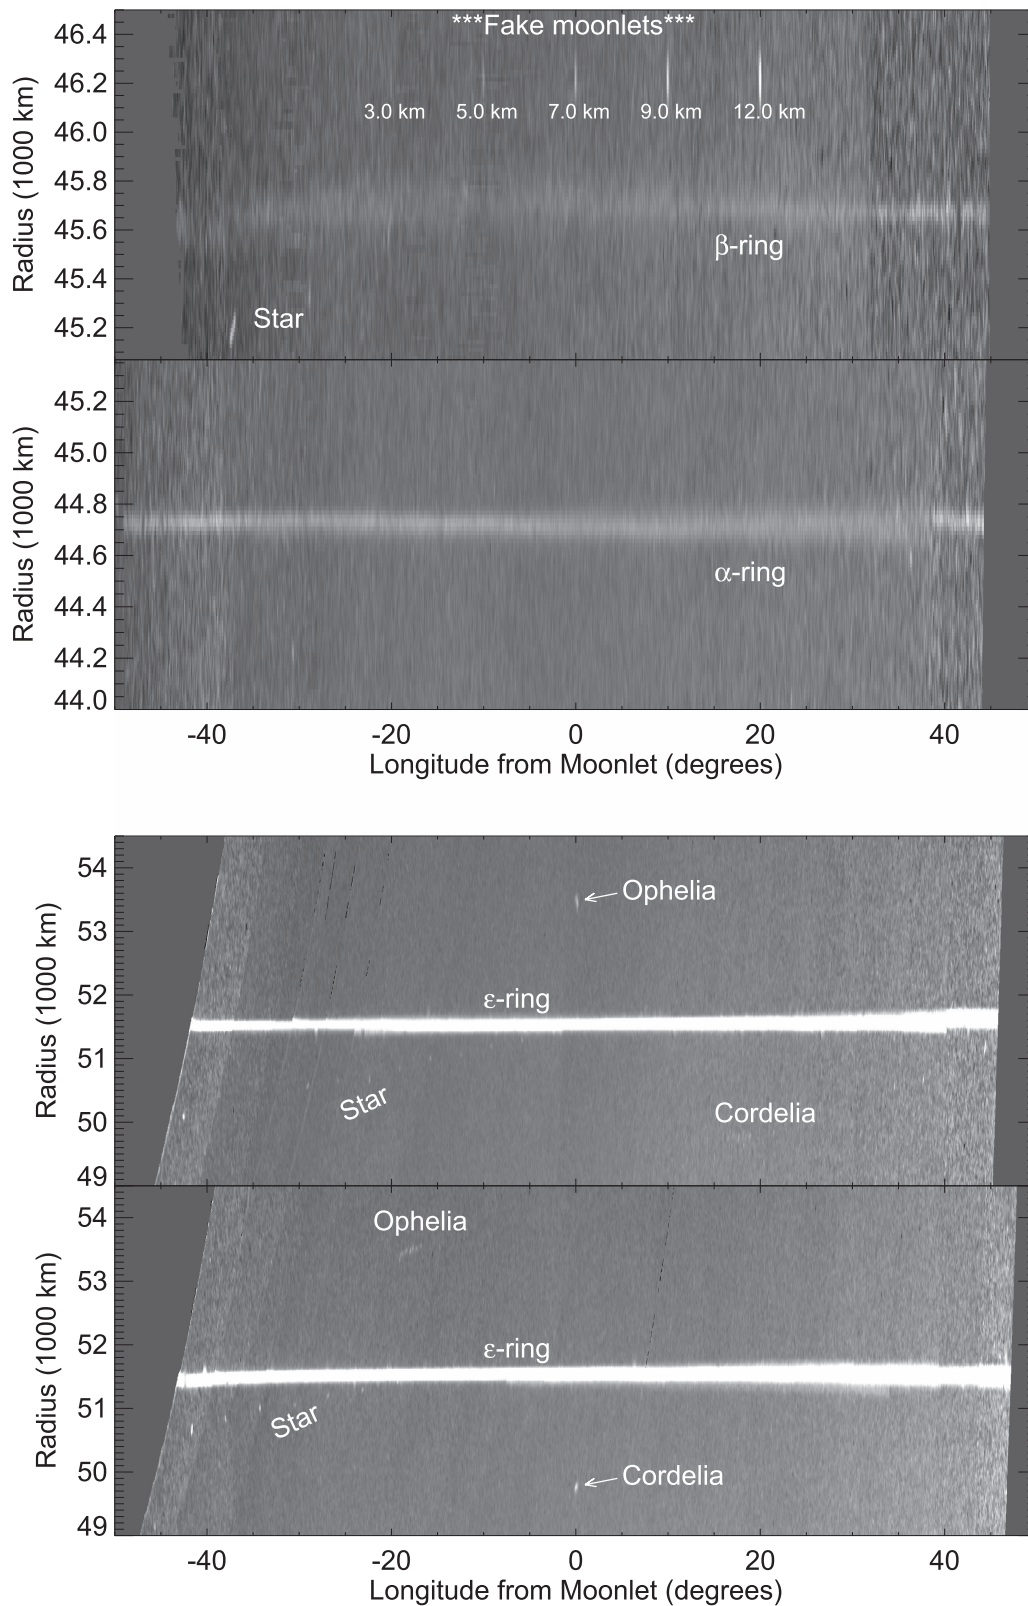 ***Fake moonlets***
3.0 km 5.0 km 7.0 km 9.0 km 12.0 km
β-ring
Star
Radius (1000 km)
46.4
46.2
46.0
45.8
45.6
45.4
45.2
α-ring
Radius (1000 km)
45.2
45.0
44.8
44.6
44.4
44.2
44.0
-40 -20 0 20 40
Longitude from Moonlet (degrees)
Ophelia
ε-ring
Star
Cordelia
Radius (1000 km)
54
53
52
51
50
49
Ophelia
ε-ring
Star
Cordelia
Radius (1000 km)
54
53
52
51
50
49
-40 -20 0 20 40
Longitude from Moonlet (degrees)